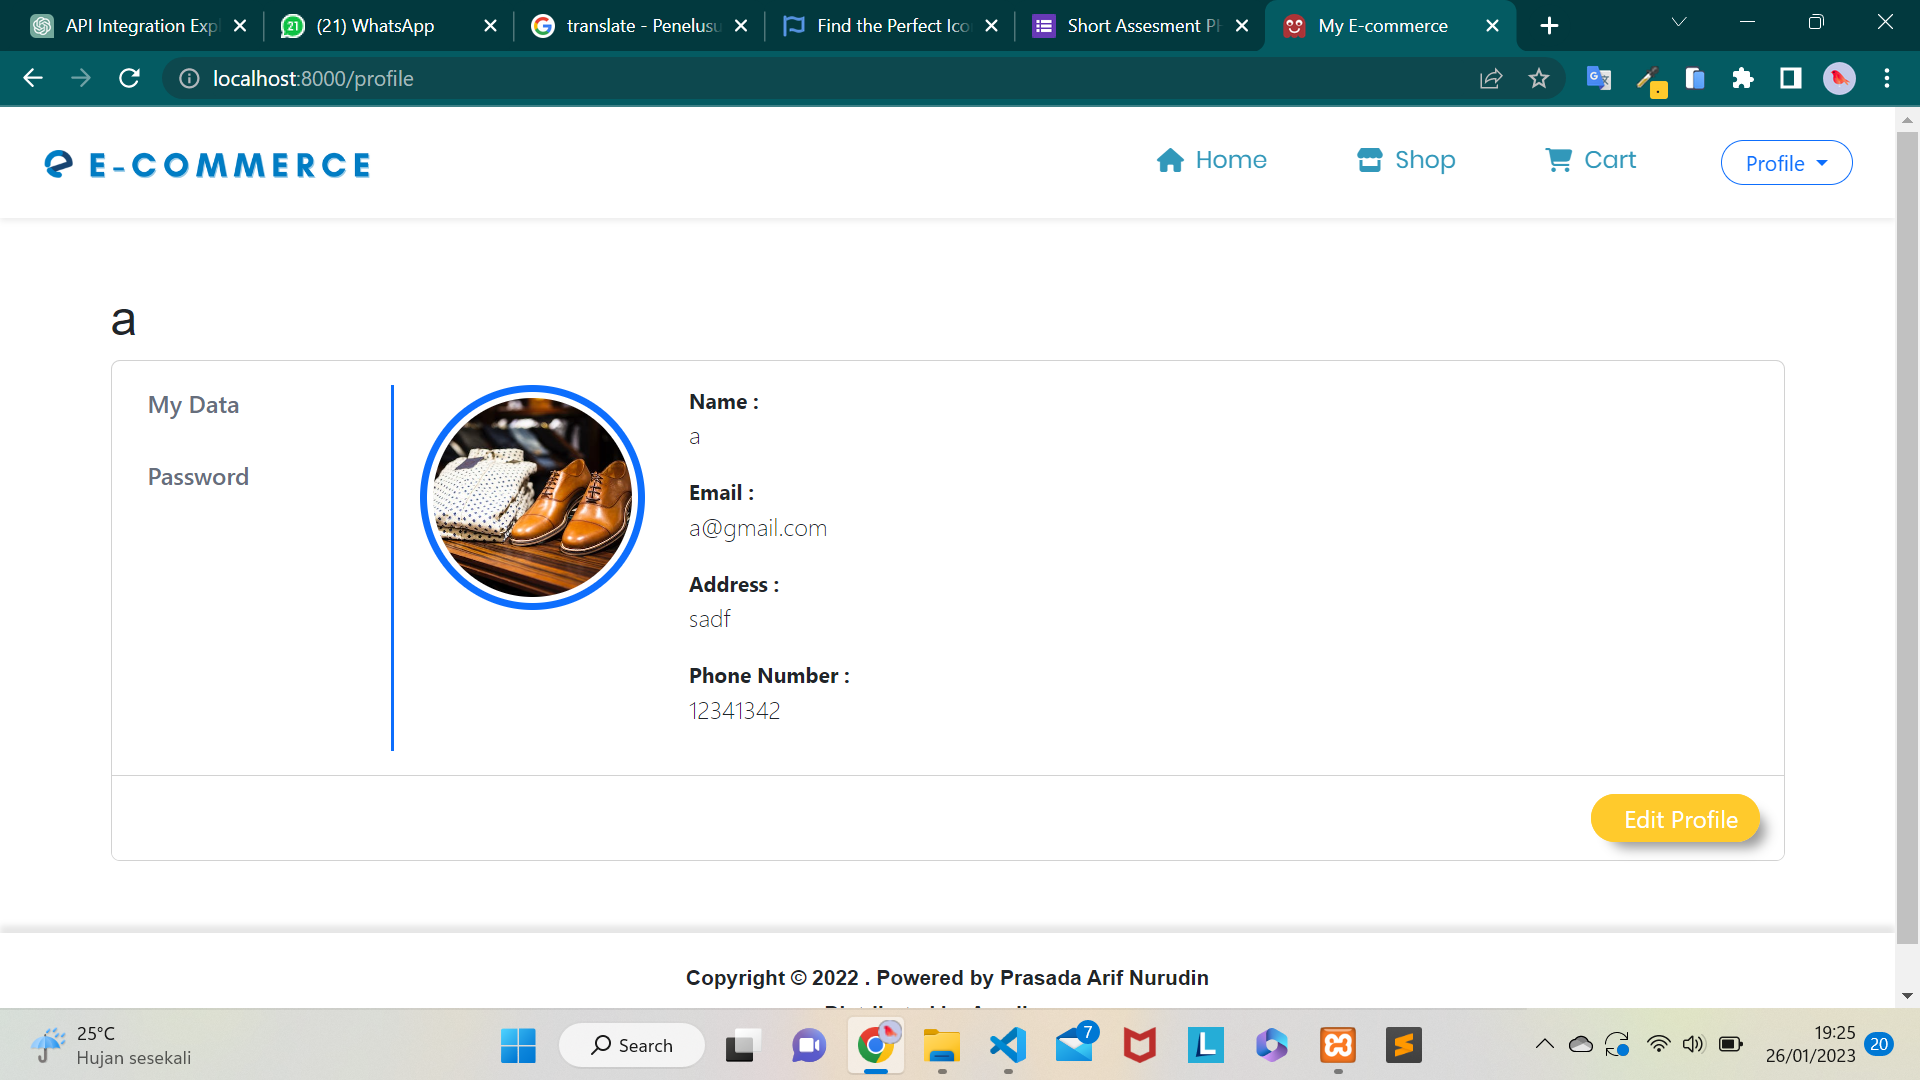 API Integration Exp
(21) WhatsApp
translate - Penelusu
Find the Perfect Ico
Short Assesment P
My E-commerce
localhost:8000/profile
E-COMMERCE
Home
Shop
Cart
Profile
a
My Data
Password
Name :
a
Email :
a@gmail.com
Address :
sadf
Phone Number :
12341342
Edit Profile
Copyright © 2022 . Powered by Prasada Arif Nurudin
25°C
Hujan sesekali
Search
7
19:25
26/01/2023
20